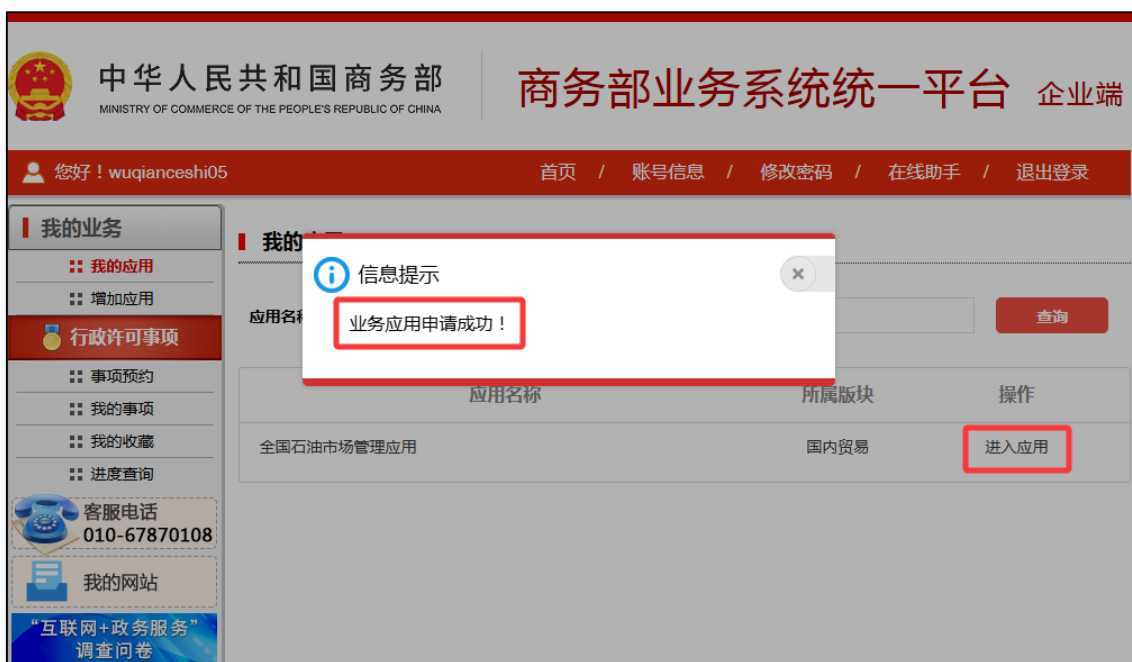 中华人民共和国商务部
MINISTRY OF COMMERCE OF THE PEOPLE'S REPUBLIC OF CHINA
商务部业务系统统一平台 企业端
您好！wuqianceshi05
首页 / 账号信息 / 修改密码 / 在线助手 / 退出登录
我的业务
我的应用
增加应用
行政许可事项
事项预约
我的事项
我的收藏
进度查询
客服电话
010-67870108
我的网站
“互联网+政务服务”
调查问卷
我的
信息提示
业务应用申请成功！
应用名称
查询
应用名称 所属版块 操作
全国石油市场管理应用 国内贸易 进入应用